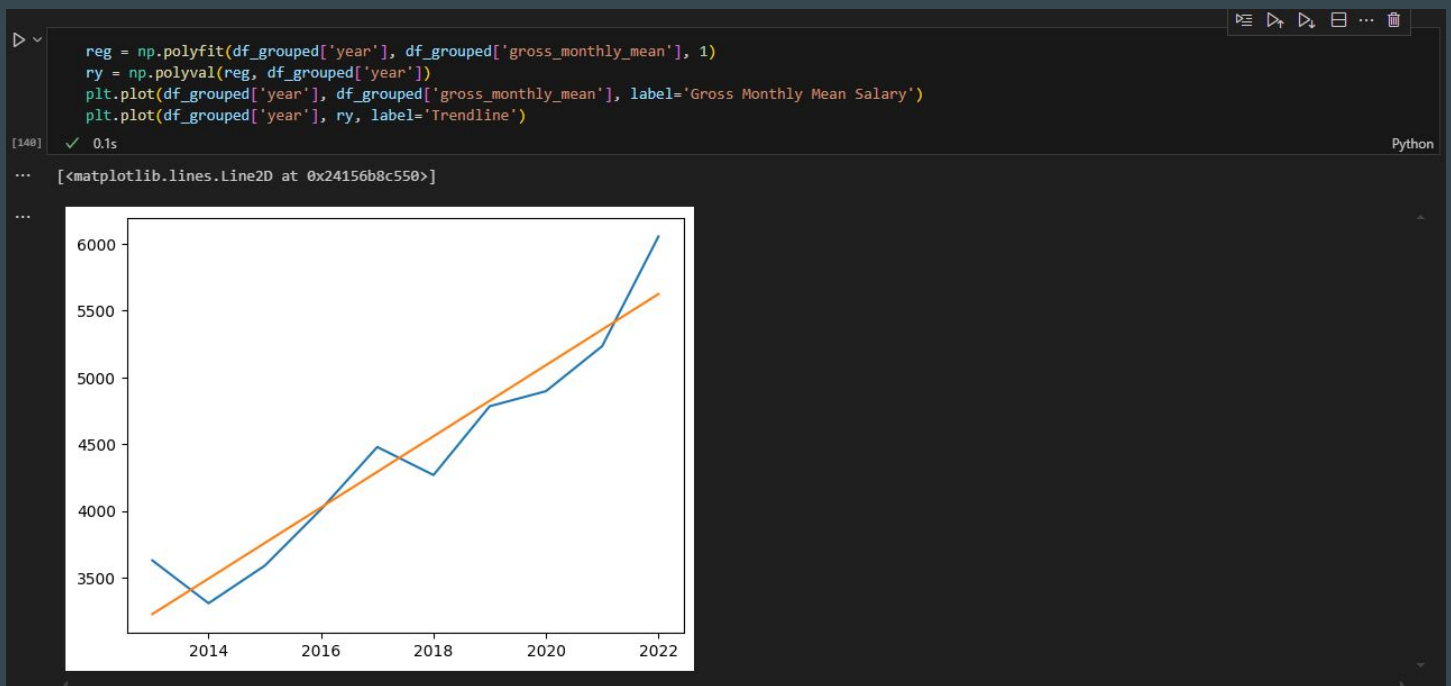 reg = np.polyfit(df_grouped['year'], df_grouped['gross_monthly_mean'], 1)
ry = np.polyval(reg, df_grouped['year'])
plt.plot(df_grouped['year'], df_grouped['gross_monthly_mean'], label='Gross Monthly Mean Salary')
plt.plot(df_grouped['year'], ry, label='Trendline')
[140] ✓ 0.1s Python
... [<matplotlib.lines.Line2D at 0x24156b8c550>]
...
6000
5500
5000
4500
4000
3500
2014 2016 2018 2020 2022